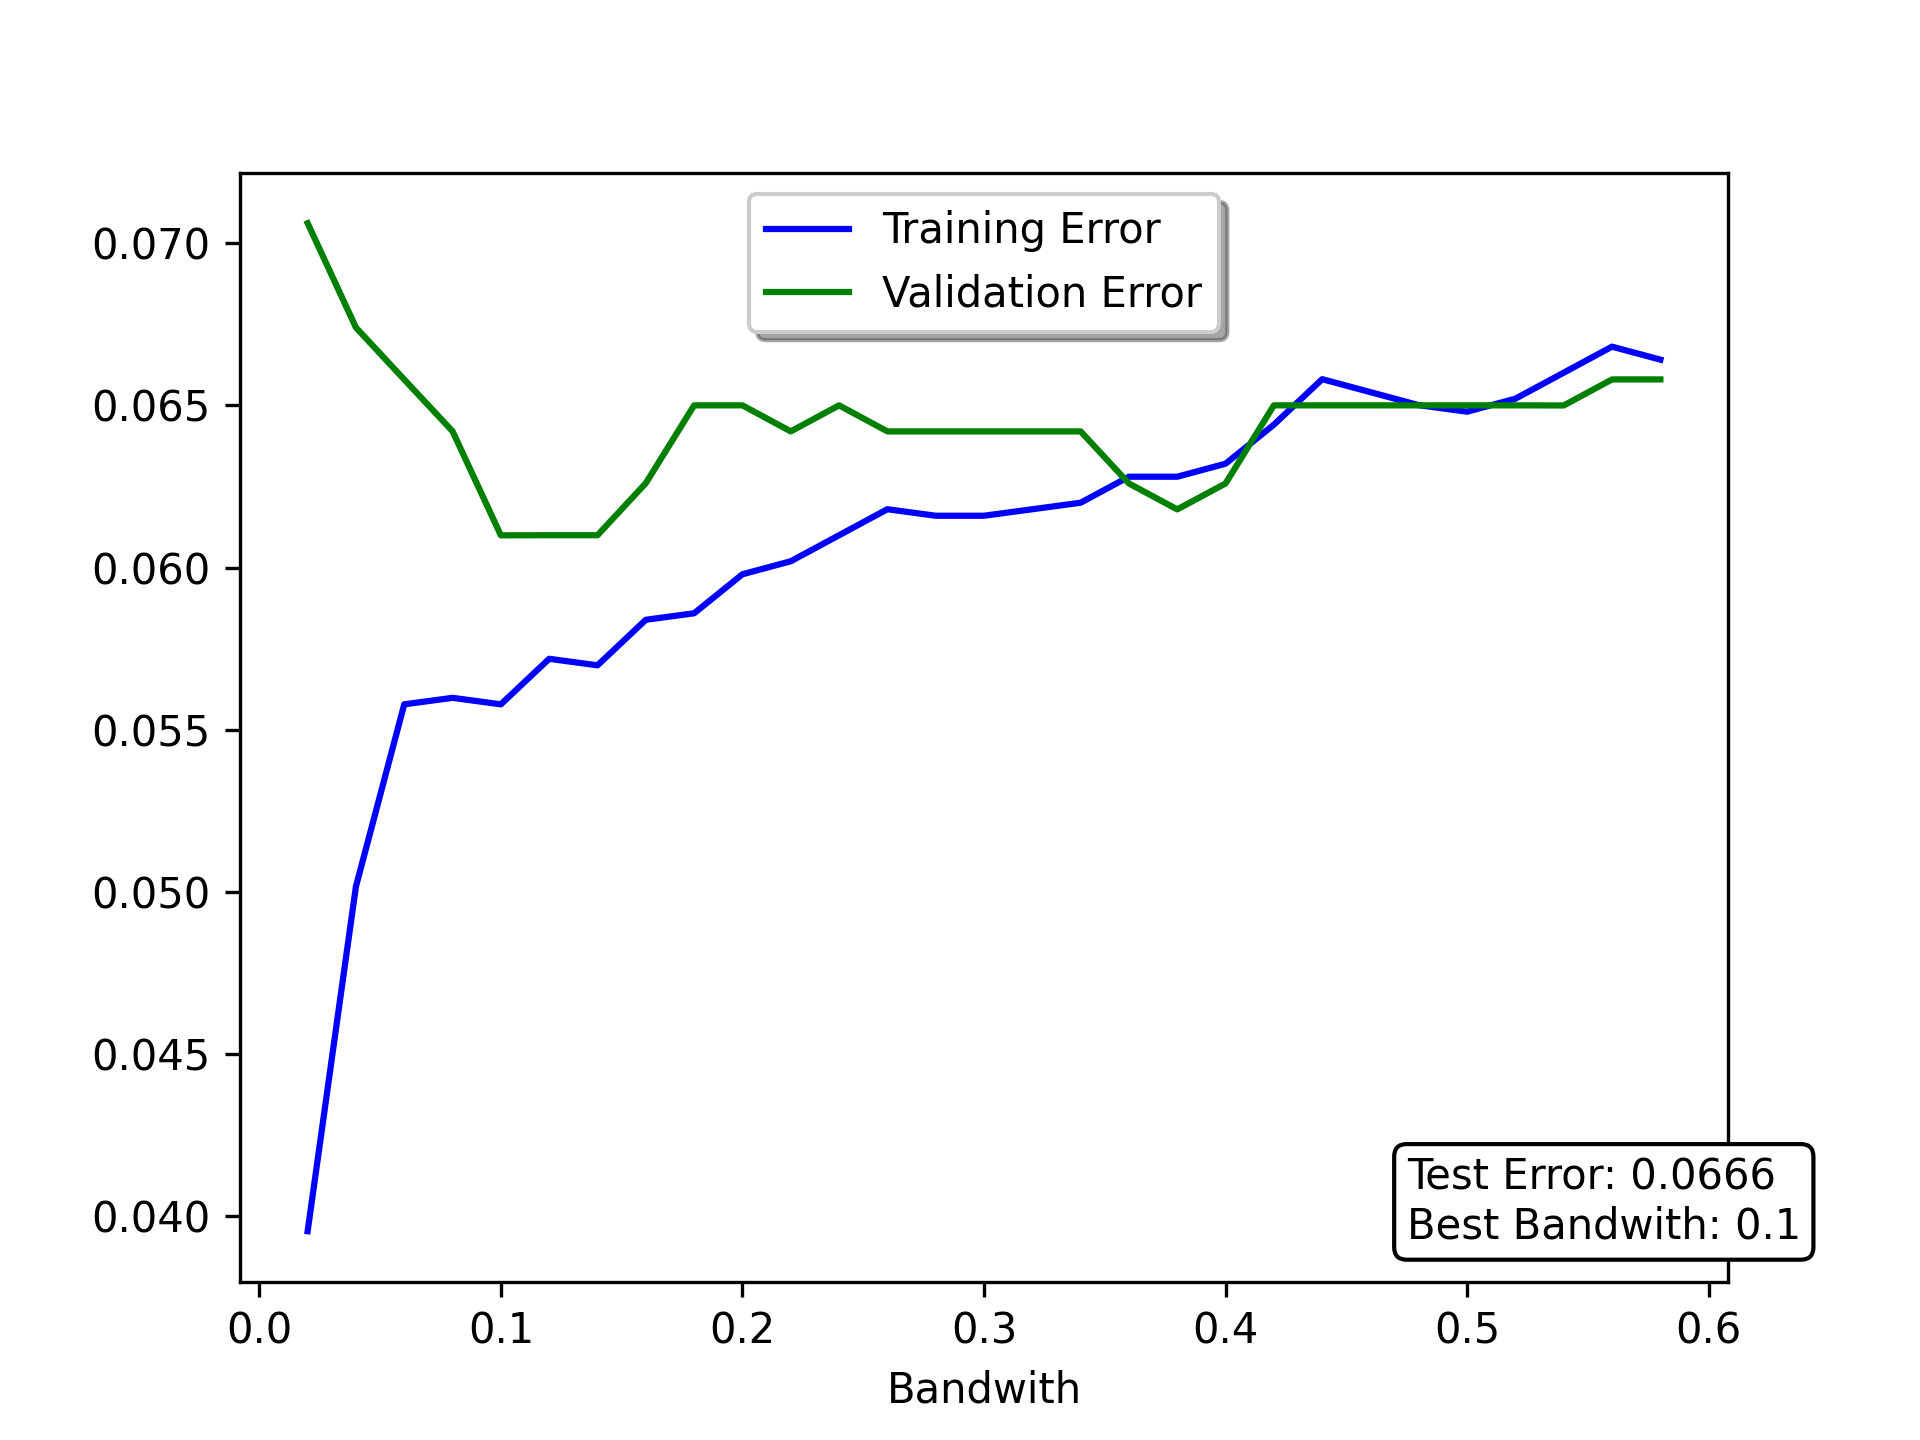 Training Error
Validation Error
0.070
0.065
0.060
0.055
0.050
0.045
0.040
Test Error: 0.0666
Best Bandwith: 0.1
0.0 0.1 0.2 0.3 0.4 0.5 0.6
Bandwith